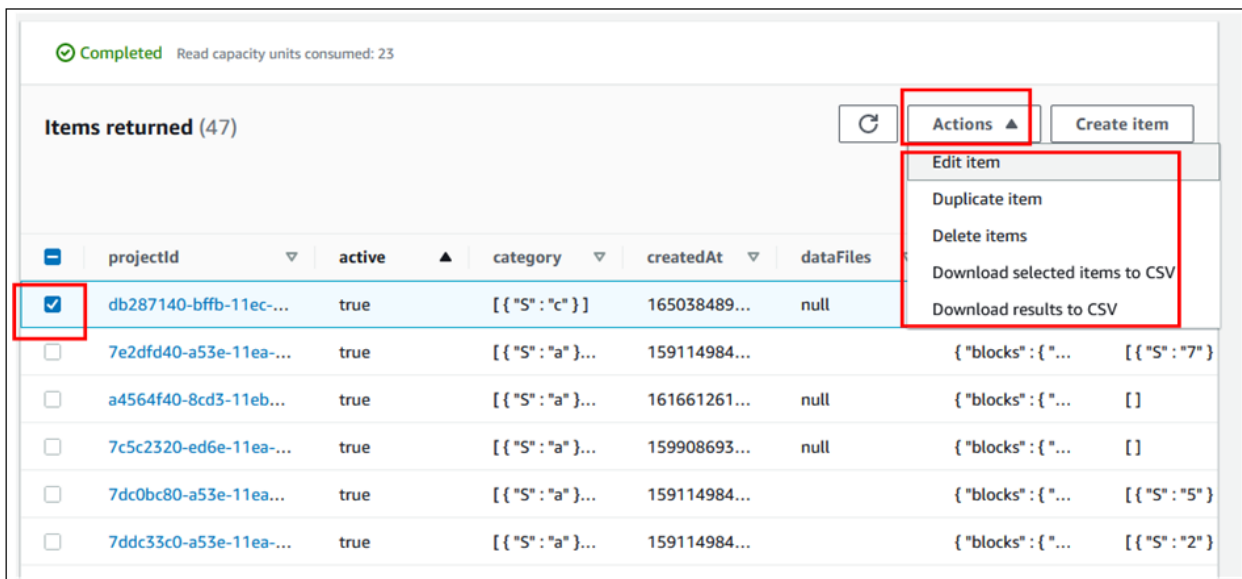 Completed Read capacity units consumed: 23
Items returned (47)
Actions
Create item
Edit item
Duplicate item
Delete items
Download selected items to CSV
Download results to CSV
projectId active category createdAt dataFiles
db287140-bffb-11ec-... true [ { "S" : "c" } ] 165038489... null
7e2dfd40-a53e-11ea-... true [ { "S" : "a" }... 159114984... { "blocks" : { "... [ { "S" : "7" }
a4564f40-8cd3-11eb... true [ { "S" : "a" }... 161661261... null { "blocks" : { "... [ ]
7c5c2320-ed6e-11ea-... true [ { "S" : "a" }... 159908693... null { "blocks" : { "... [ ]
7dc0bc80-a53e-11ea... true [ { "S" : "a" }... 159114984... { "blocks" : { "... [ { "S" : "5" }
7ddc33c0-a53e-11ea-... true [ { "S" : "a" }... 159114984... { "blocks" : { "... [ { "S" : "2" }